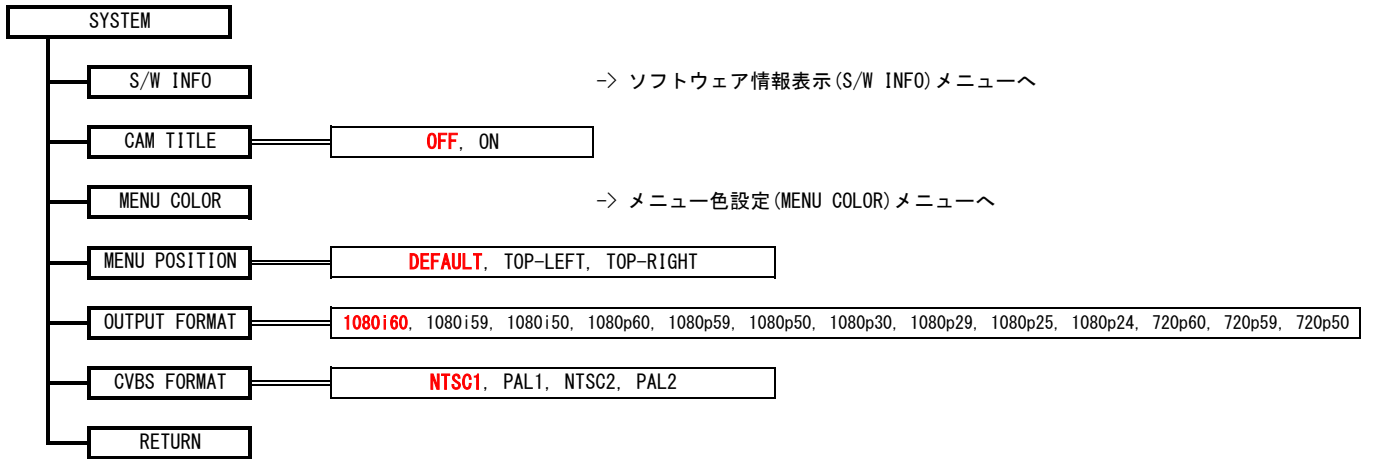 SYSTEM
S/W INFO -> ソフトウェア情報表示(S/W INFO)メニューへ
CAM TITLE OFF, ON
MENU COLOR -> メニュー色設定(MENU COLOR)メニューへ
MENU POSITION DEFAULT, TOP-LEFT, TOP-RIGHT
OUTPUT FORMAT 1080i60, 1080i59, 1080i50, 1080p60, 1080p59, 1080p50, 1080p30, 1080p29, 1080p25, 1080p24, 720p60, 720p59, 720p50
CVBS FORMAT NTSC1, PAL1, NTSC2, PAL2
RETURN